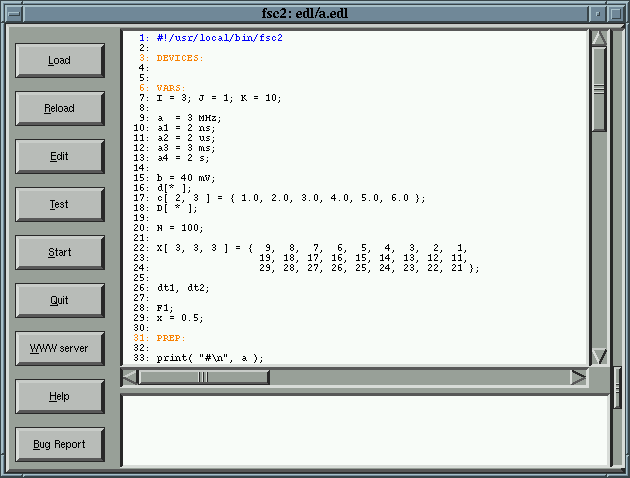 fsc2: edl/a.edl
Load
Reload
Edit
Test
Start
Quit
WWW server
Help
Bug Report
1: #!/usr/local/bin/fsc2
2:
3: DEVICES:
4:
5:
6: VARS:
7: I = 3; J = 1; K = 10;
8:
9: a  = 3 MHz;
10: a1 = 2 ns;
11: a2 = 2 us;
12: a3 = 3 ms;
13: a4 = 2 s;
14:
15: b = 40 mV;
16: d[* ];
17: c[ 2, 3 ] = { 1.0, 2.0, 3.0, 4.0, 5.0, 6.0 };
18: D[ * ];
19:
20: N = 100;
21:
22: X[ 3, 3, 3 ] = {  9,  8,  7,  6,  5,  4,  3,  2,  1,
23:                  19, 18, 17, 16, 15, 14, 13, 12, 11,
24:                  29, 28, 27, 26, 25, 24, 23, 22, 21 };
25:
26: dt1, dt2;
27:
28: F1;
29: x = 0.5;
30:
31: PREP:
32:
33: print( "#\n", a );